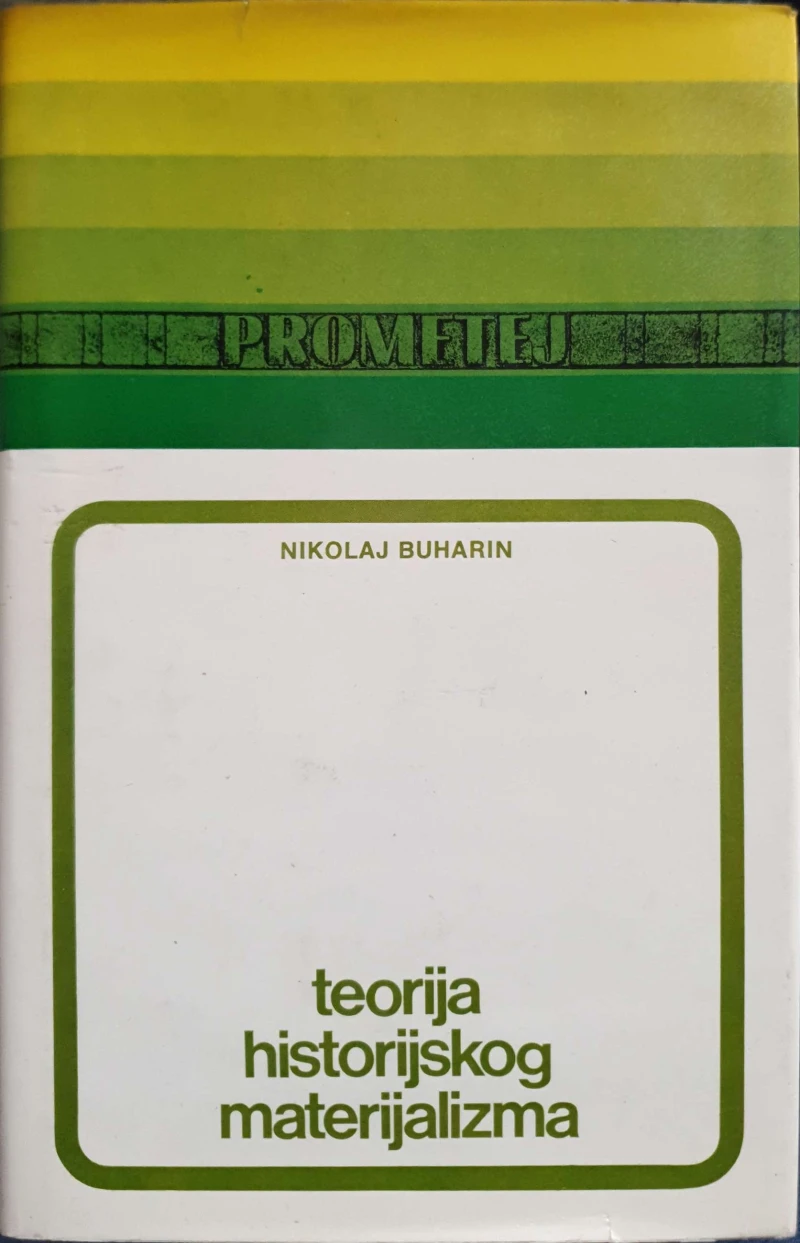 PROMETEJ
NIKOLAJ BUHARIN
teorija
historijskog
materijalizma